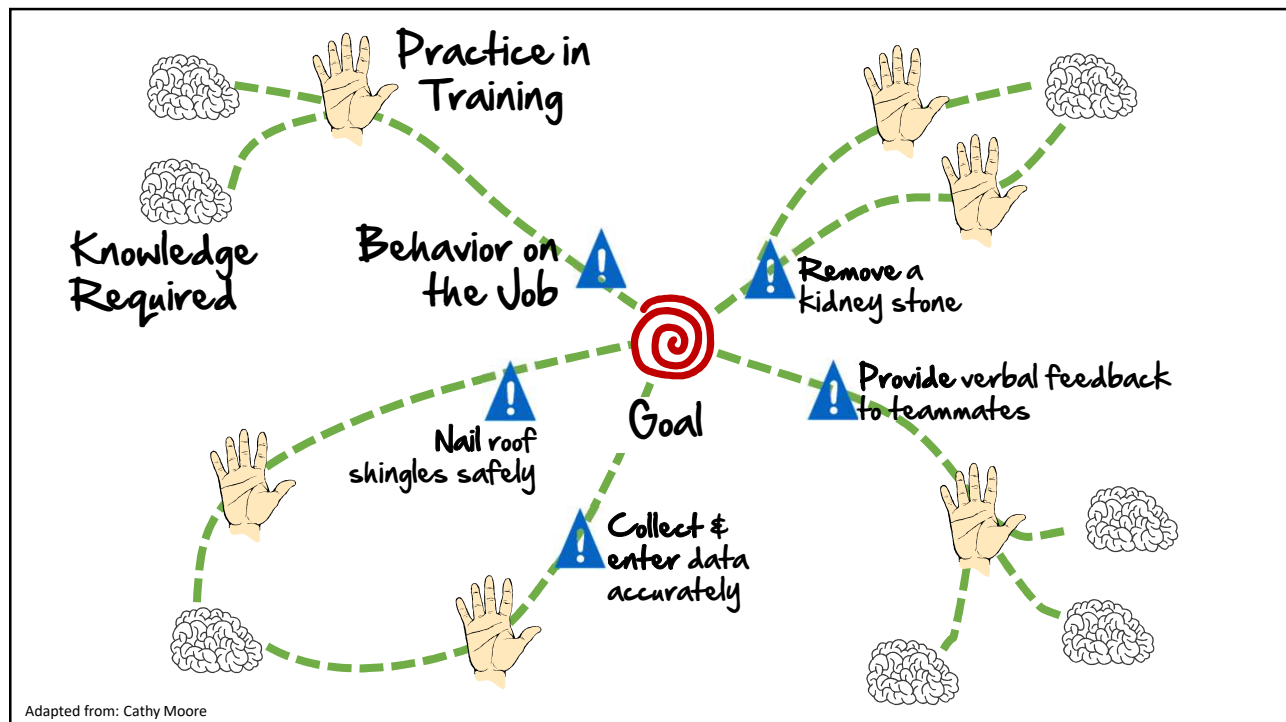 Practice in
Training
Knowledge
Required
Behavior on
the Job
Remove a
kidney stone
Provide verbal feedback
to teammates
Goal
Nail roof
shingles safely
Collect &
enter data
accurately
Adapted from: Cathy Moore